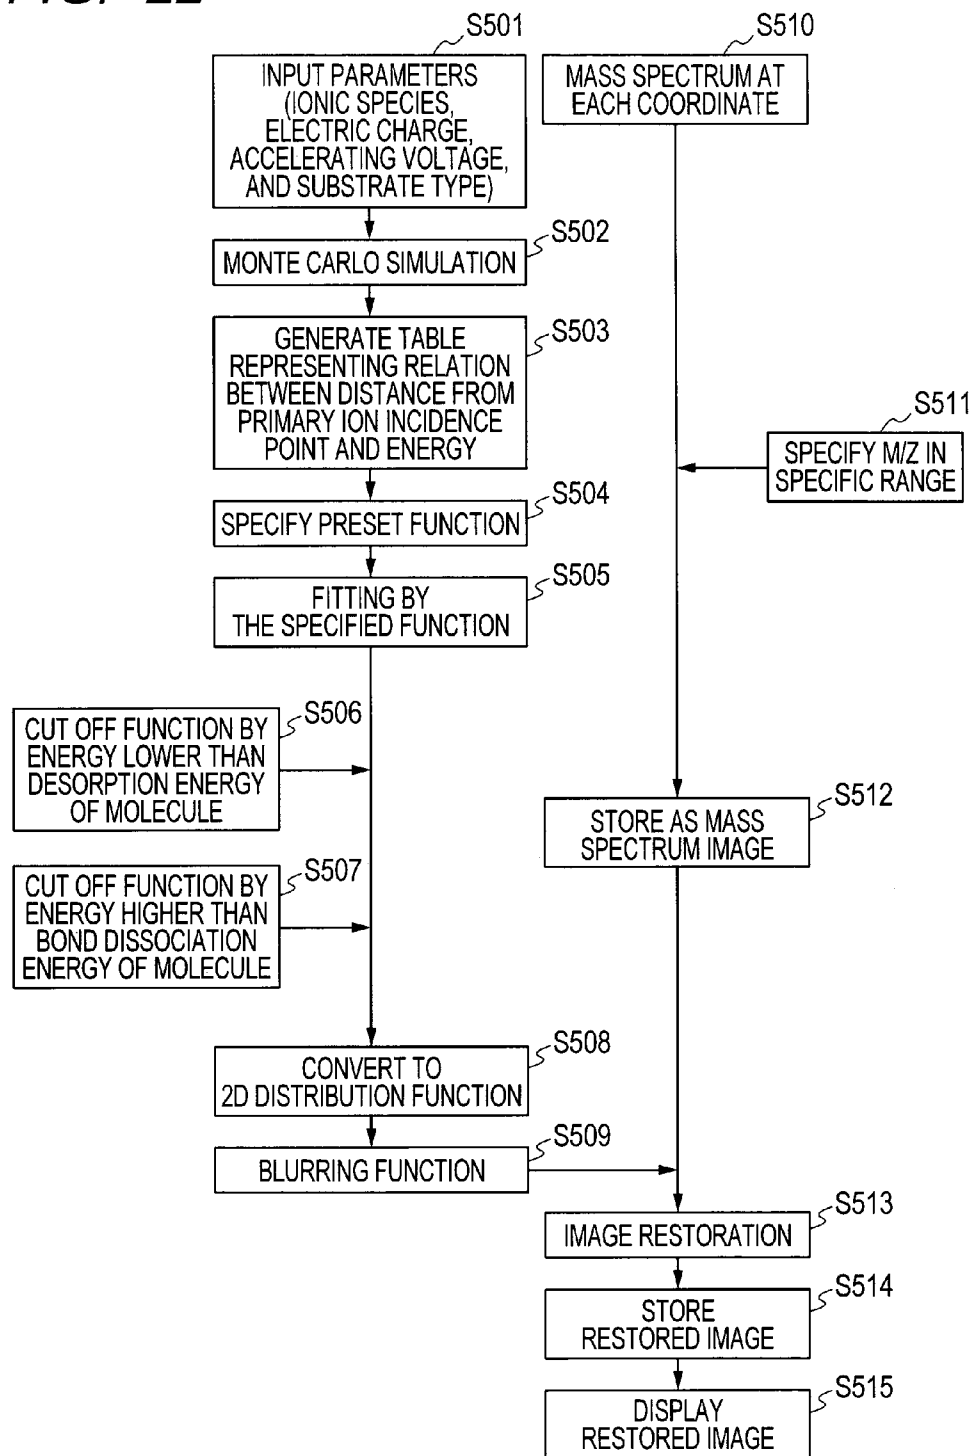 S501
INPUT PARAMETERS
(IONIC SPECIES,
ELECTRIC CHARGE,
ACCELERATING VOLTAGE,
AND SUBSTRATE TYPE)
S502
MONTE CARLO SIMULATION
S503
GENERATE TABLE
REPRESENTING RELATION
BETWEEN DISTANCE FROM
PRIMARY ION INCIDENCE
POINT AND ENERGY
S504
SPECIFY PRESET FUNCTION
S505
FITTING BY
THE SPECIFIED FUNCTION
S506
CUT OFF FUNCTION BY
ENERGY LOWER THAN
DESORPTION ENERGY
OF MOLECULE
S507
CUT OFF FUNCTION BY
ENERGY HIGHER THAN
BOND DISSOCIATION
ENERGY OF MOLECULE
S508
CONVERT TO
2D DISTRIBUTION FUNCTION
S509
BLURRING FUNCTION
S510
MASS SPECTRUM AT
EACH COORDINATE
S511
SPECIFY M/Z IN
SPECIFIC RANGE
S512
STORE AS MASS
SPECTRUM IMAGE
S513
IMAGE RESTORATION
S514
STORE
RESTORED IMAGE
S515
DISPLAY
RESTORED IMAGE